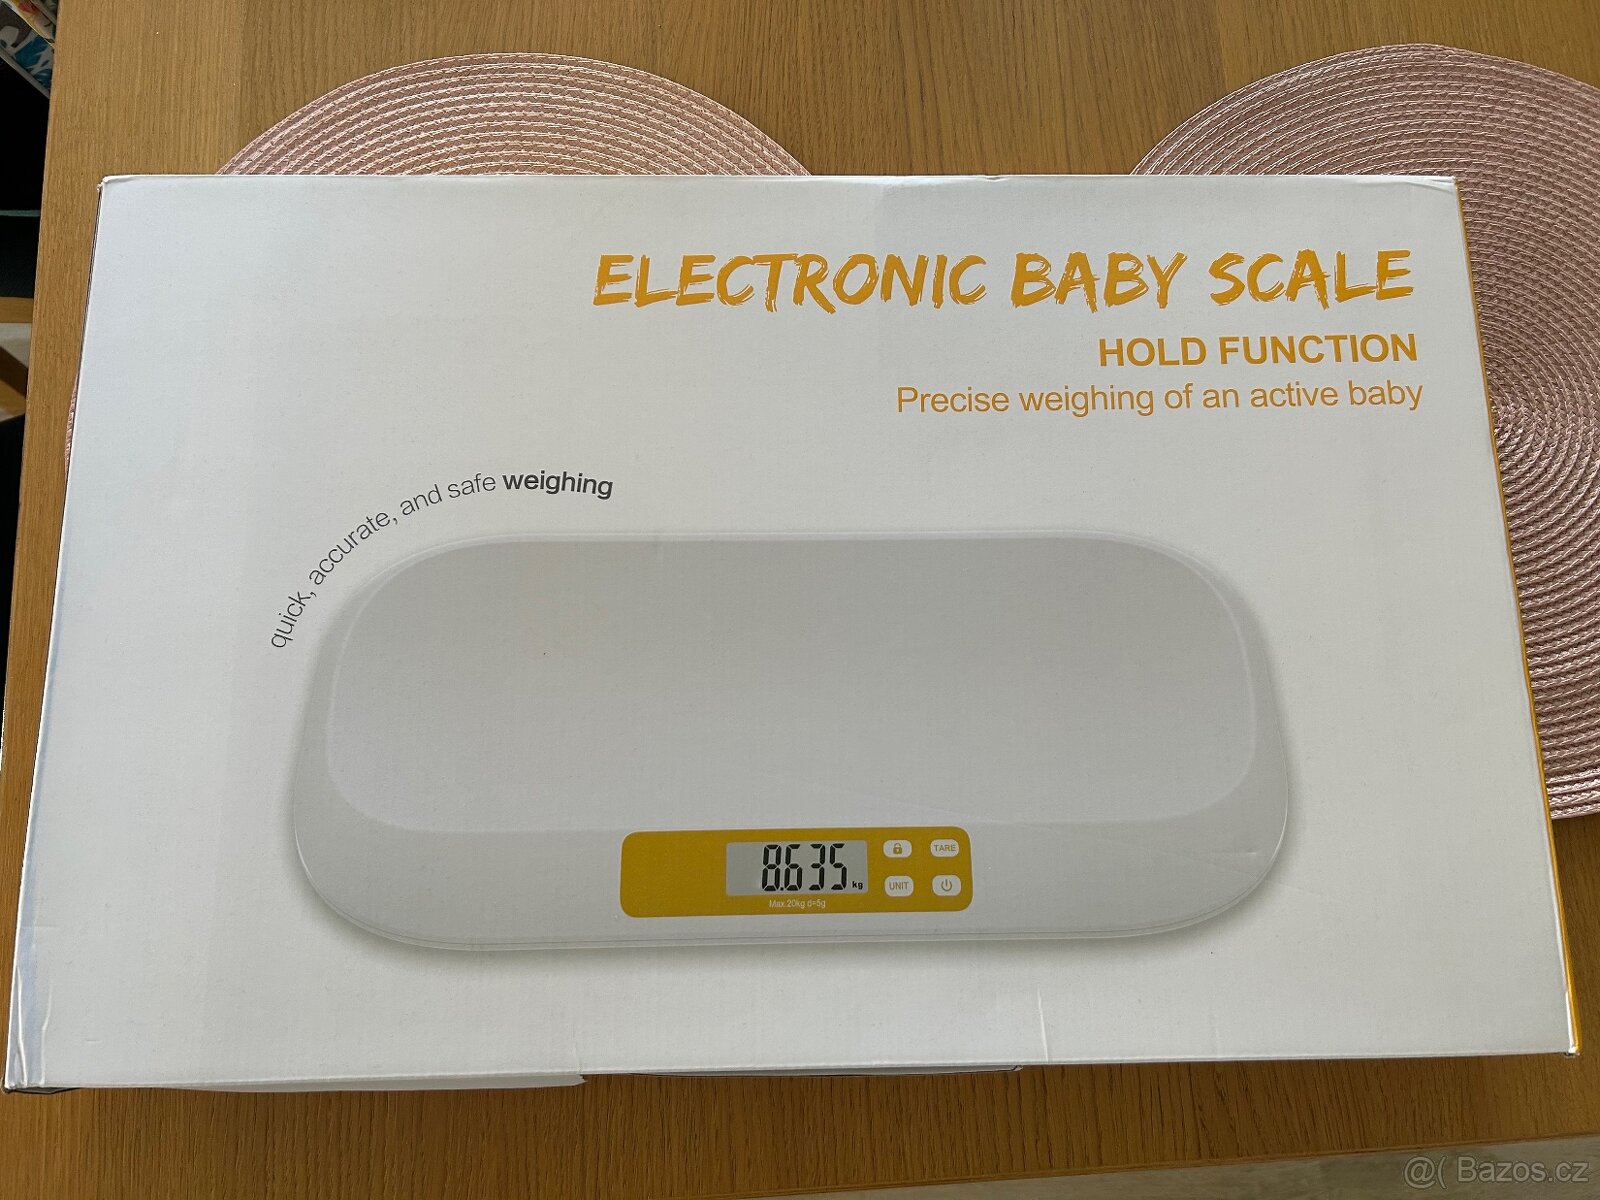 ELECTRONIC BABY SCALE
HOLD FUNCTION
Precise weighing of an active baby
quick, accurate, and safe weighing
8.635 kg
TARE
UNIT
Max.20kg d=5g
@( Bazos.cz